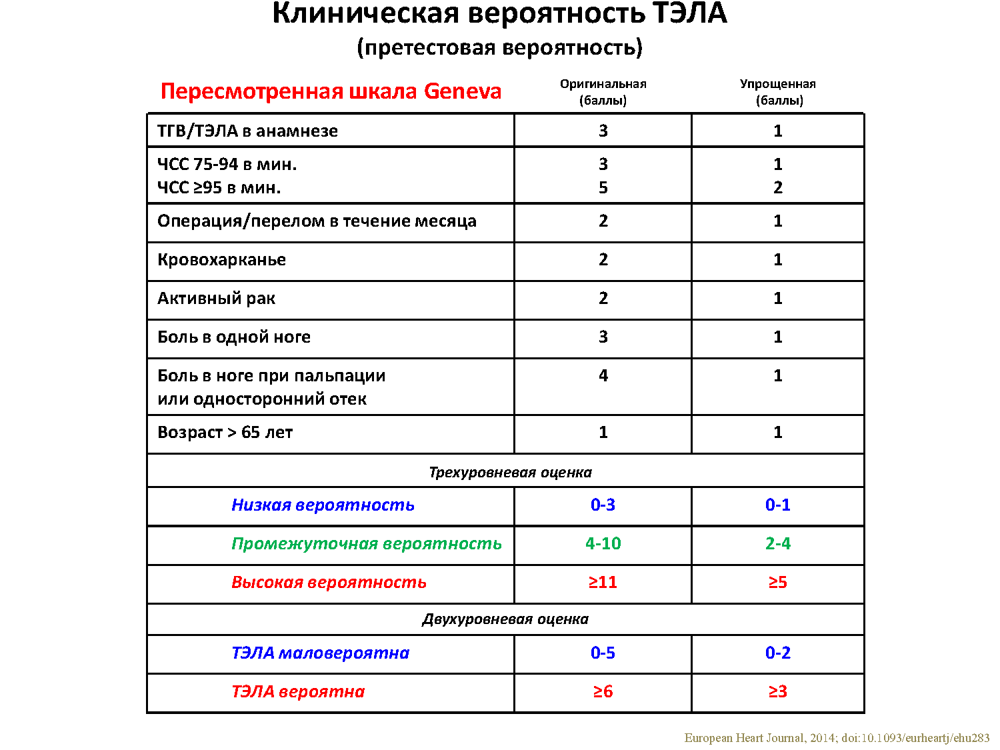 Клиническая вероятность ТЭЛА
(претестовая вероятность)
Пересмотренная шкала Geneva Оригинальная (баллы) Упрощенная (баллы)
ТГВ/ТЭЛА в анамнезе 3 1
ЧСС 75-94 в мин. 3 1
ЧСС ≥95 в мин. 5 2
Операция/перелом в течение месяца 2 1
Кровохарканье 2 1
Активный рак 2 1
Боль в одной ноге 3 1
Боль в ноге при пальпации 4 1
или односторонний отек
Возраст > 65 лет 1 1
Трехуровневая оценка
Низкая вероятность 0-3 0-1
Промежуточная вероятность 4-10 2-4
Высокая вероятность ≥11 ≥5
Двухуровневая оценка
ТЭЛА маловероятна 0-5 0-2
ТЭЛА вероятна ≥6 ≥3
European Heart Journal, 2014; doi:10.1093/eurheartj/ehu283